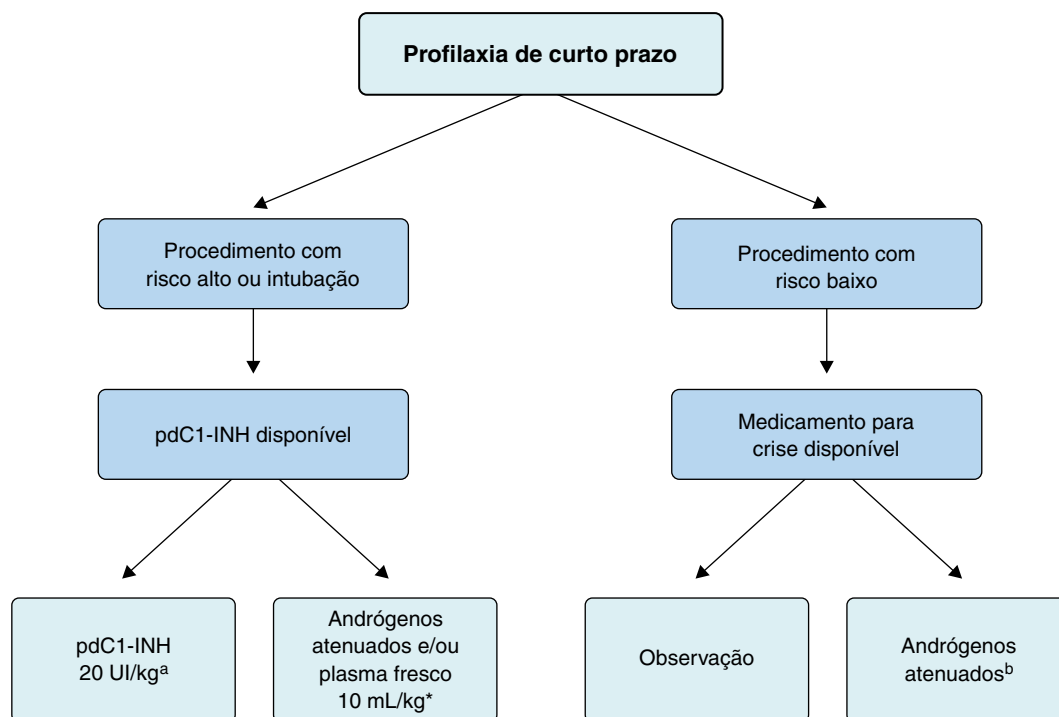 Profilaxia de curto prazo
Procedimento com
risco alto ou intubação
Procedimento com
risco baixo
pdC1-INH disponível
Medicamento para
crise disponível
pdC1-INH
20 UI/kgᵃ
Andrógenos
atenuados e/ou
plasma fresco
10 mL/kg*
Observação
Andrógenos
atenuadosᵇ